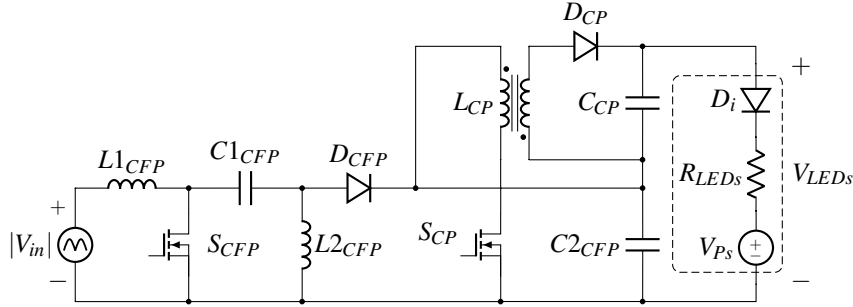 D_CP
+
L_CP
C_CP
D_i
L1_CFP
C1_CFP
D_CFP
R_LEDs
V_LEDs
+
|V_in|
−
S_CFP
L2_CFP
S_CP
C2_CFP
V_Ps
+
−
−